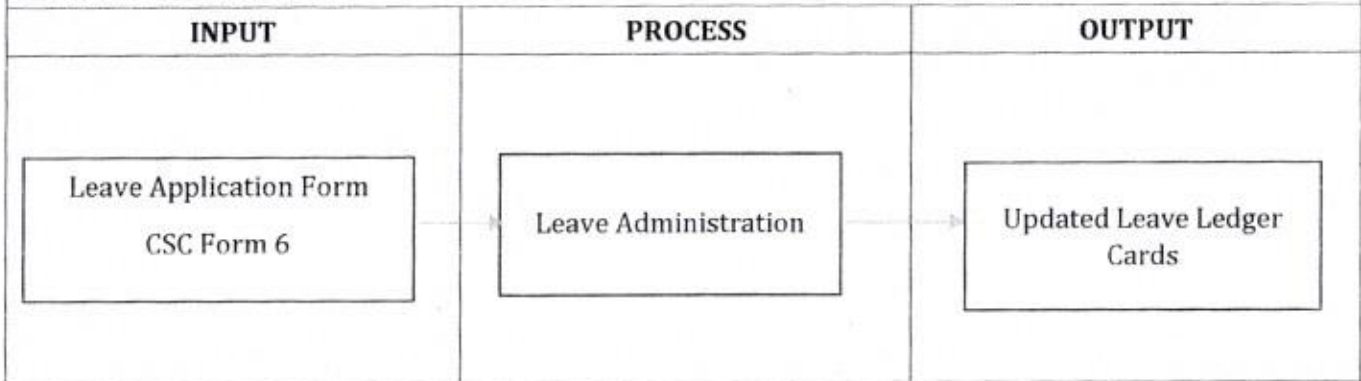 INPUT
PROCESS
OUTPUT
Leave Application Form
CSC Form 6
Leave Administration
Updated Leave Ledger
Cards